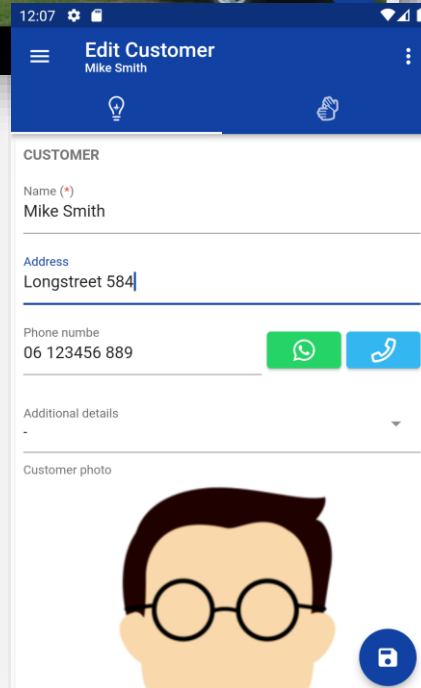 12:07
Edit Customer
Mike Smith
CUSTOMER
Name (*)
Mike Smith
Address
Longstreet 584
Phone numbe
06 123456 889
Additional details
-
Customer photo